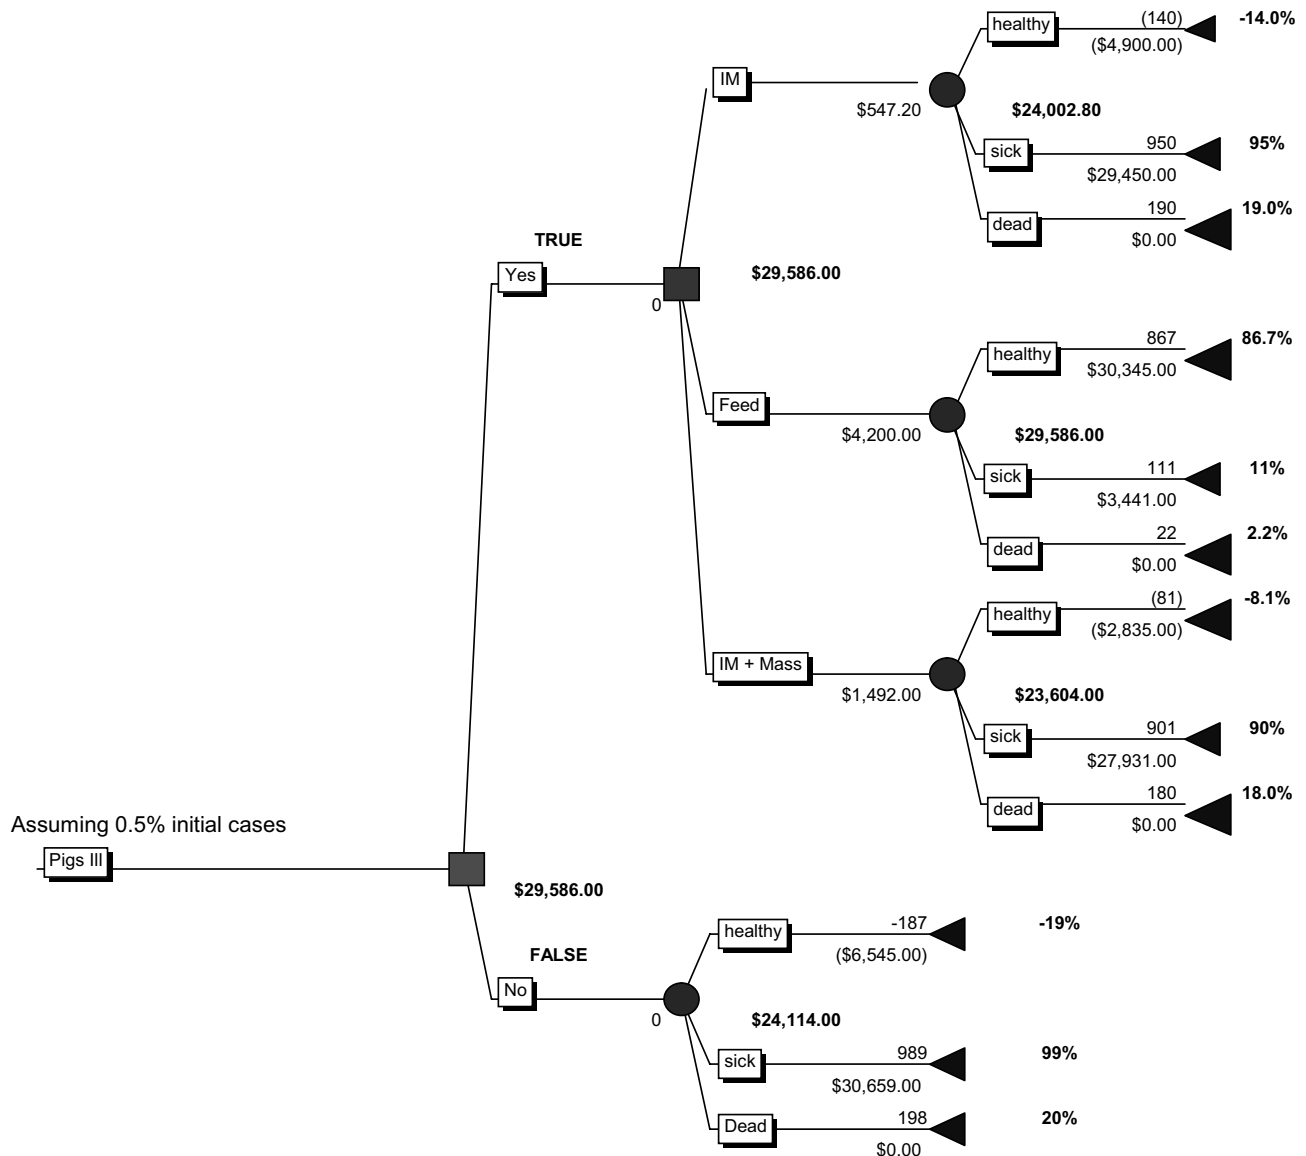 healthy
(140)
-14.0%
($4,900.00)
IM
$547.20
$24,002.80
sick
950
95%
$29,450.00
dead
190
19.0%
$0.00
TRUE
Yes
0
$29,586.00
healthy
867
86.7%
$30,345.00
Feed
$4,200.00
$29,586.00
sick
111
11%
$3,441.00
dead
22
2.2%
$0.00
healthy
(81)
-8.1%
($2,835.00)
IM + Mass
$1,492.00
$23,604.00
sick
901
90%
$27,931.00
dead
180
18.0%
$0.00
Assuming 0.5% initial cases
Pigs Ill
$29,586.00
FALSE
No
0
$24,114.00
healthy
-187
-19%
($6,545.00)
sick
989
99%
$30,659.00
Dead
198
20%
$0.00